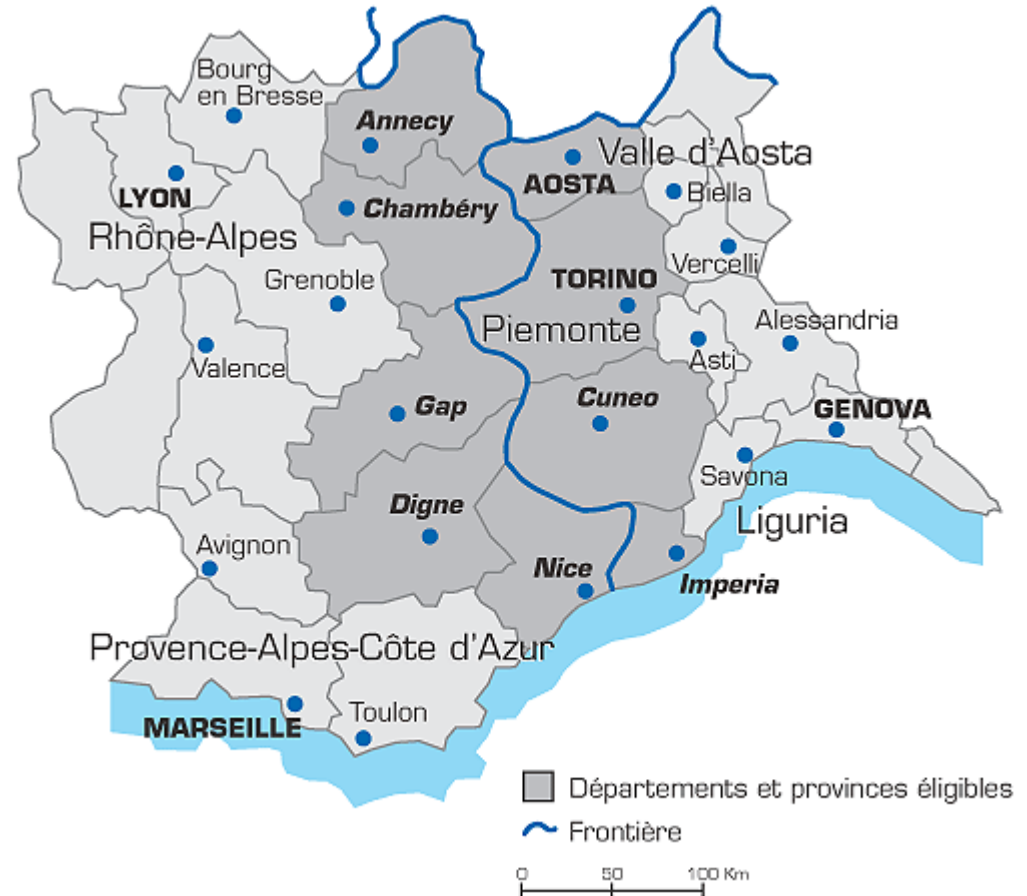 Bourg
en Bresse
Annecy
Valle d'Aosta
AOSTA
LYON
Biella
Chambéry
Rhône-Alpes
Vercelli
Grenoble
TORINO
Piemonte
Alessandria
Asti
Valence
Gap
Cuneo
GENOVA
Savona
Digne
Liguria
Avignon
Nice
Imperia
Provence-Alpes-Côte d'Azur
MARSEILLE
Toulon
Départements et provinces éligibles
Frontière
0 50 100 Km